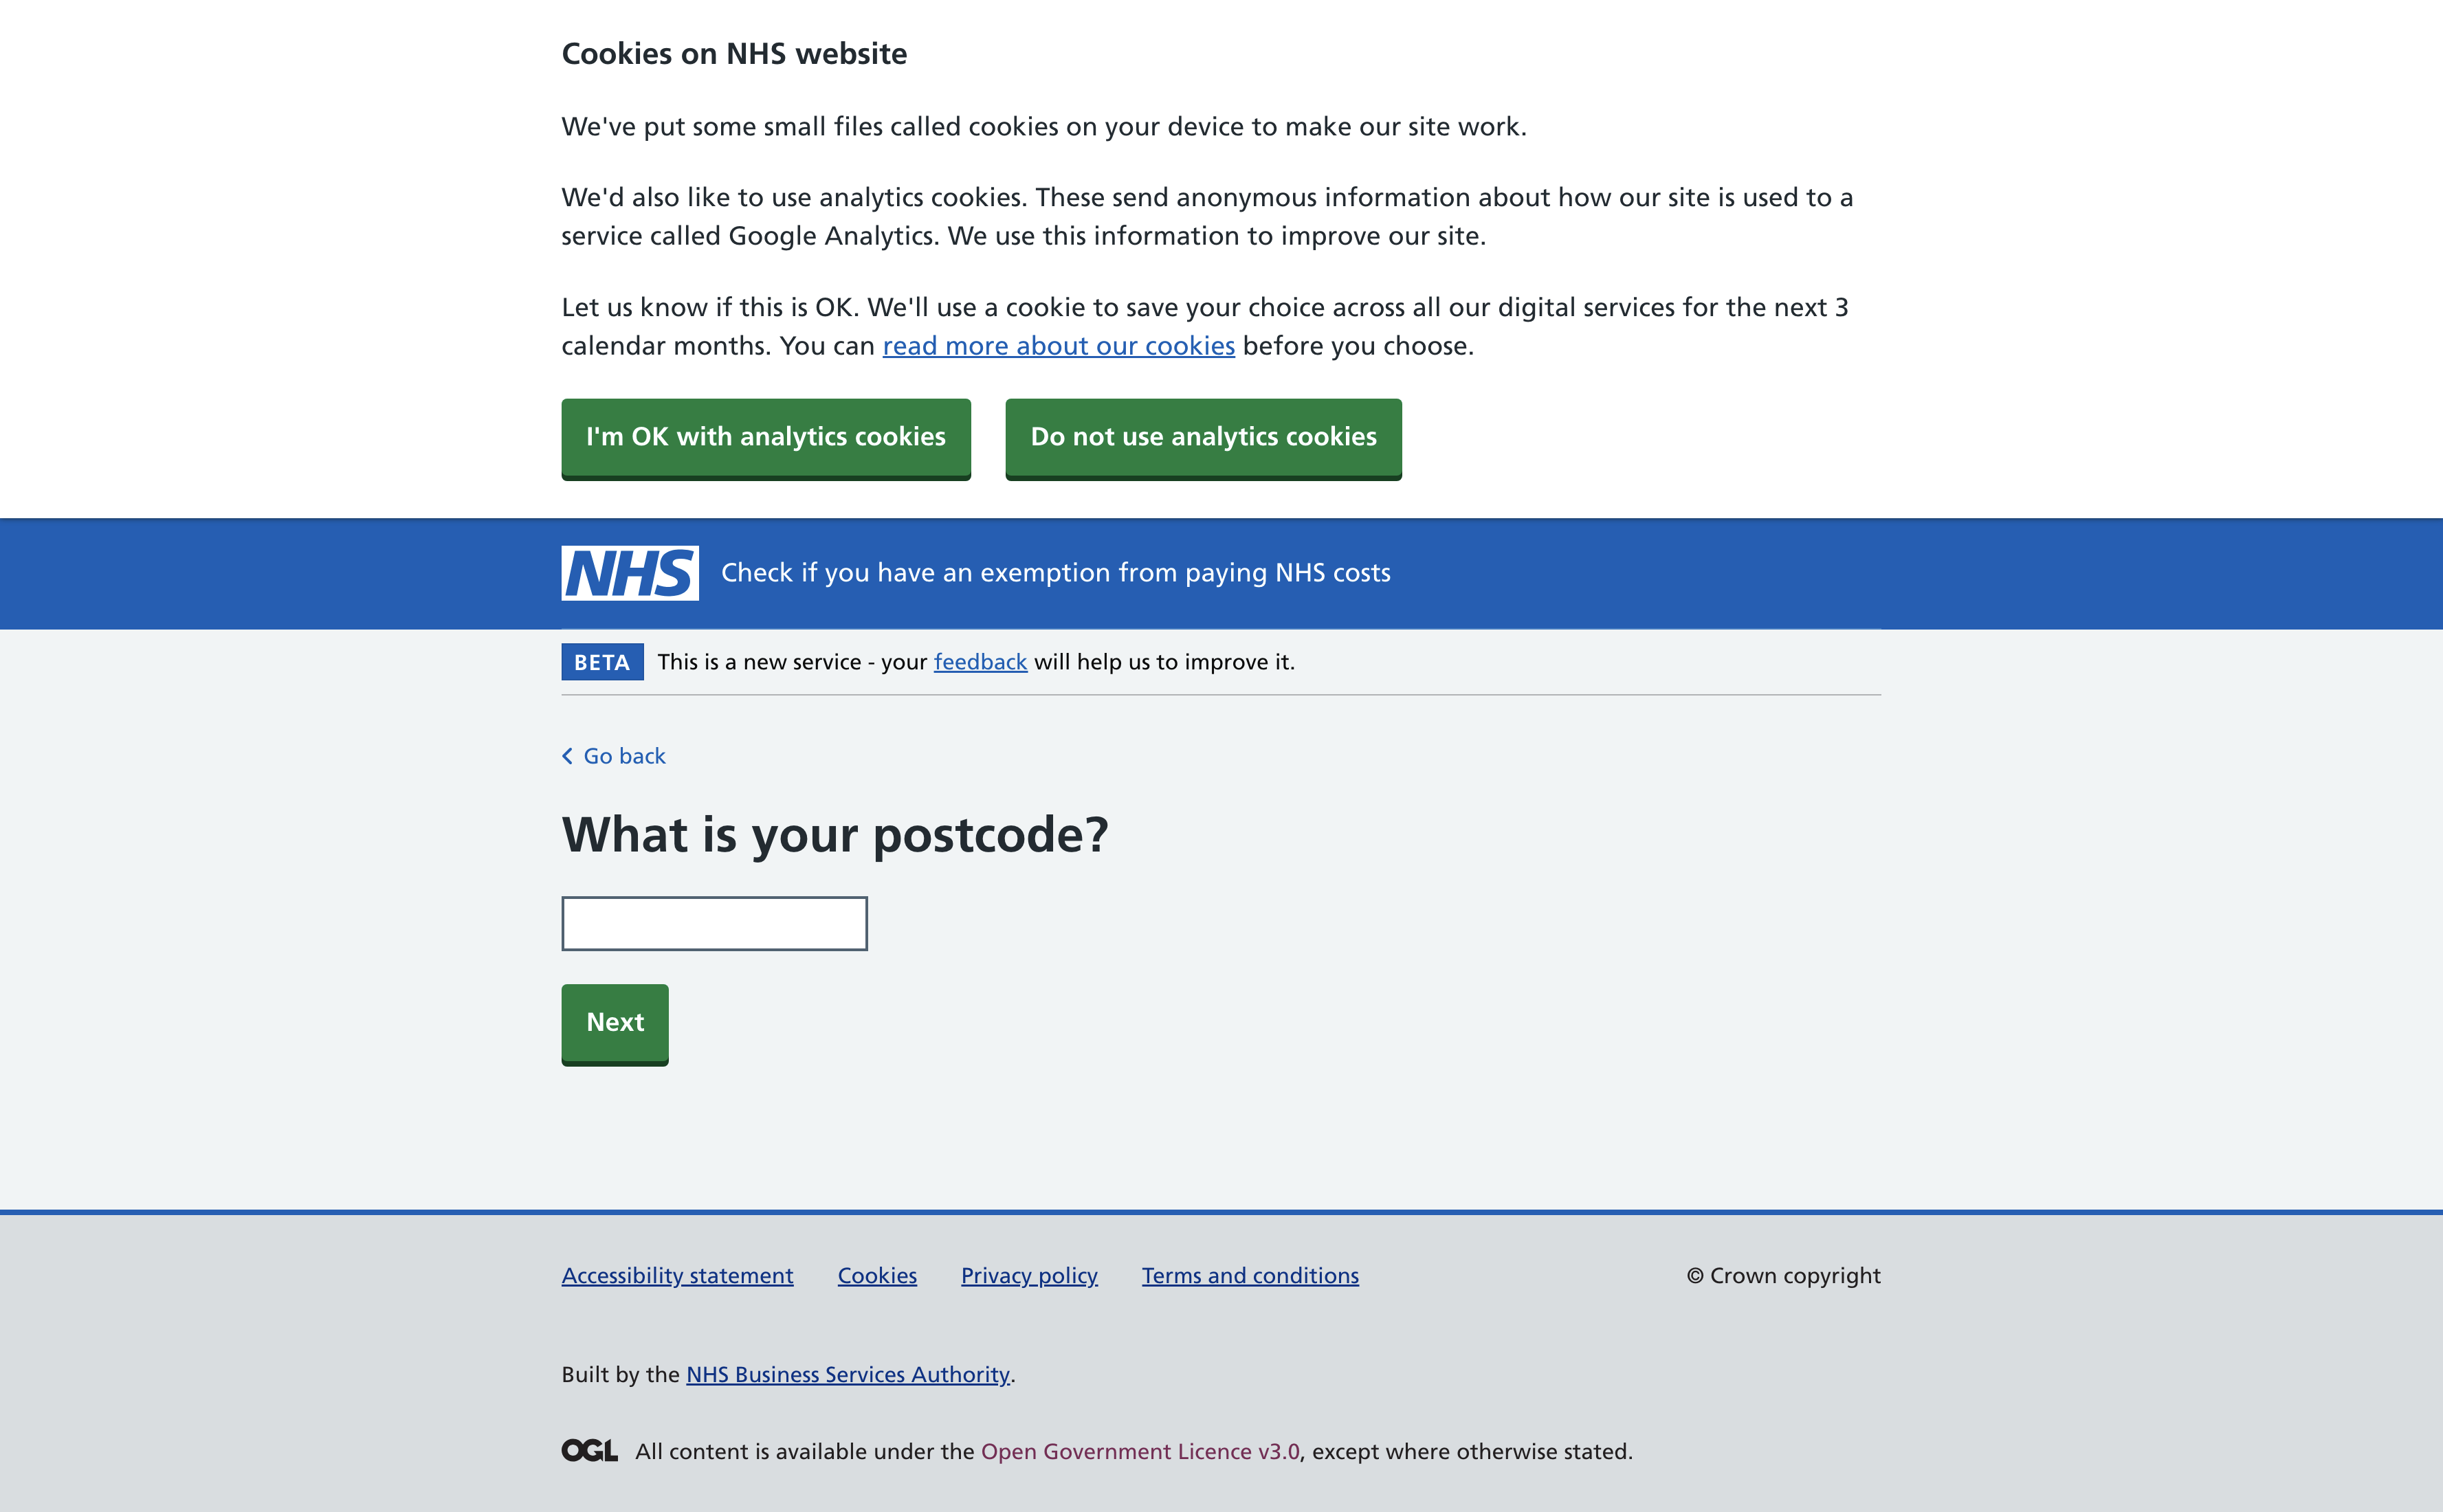 Cookies on NHS website
We've put some small files called cookies on your device to make our site work.
We'd also like to use analytics cookies. These send anonymous information about how our site is used to a
service called Google Analytics. We use this information to improve our site.
Let us know if this is OK. We'll use a cookie to save your choice across all our digital services for the next 3
calendar months. You can read more about our cookies before you choose.
I'm OK with analytics cookies Do not use analytics cookies
NHS Check if you have an exemption from paying NHS costs
BETA This is a new service - your feedback will help us to improve it.
Go back
What is your postcode?
Next
Accessibility statement Cookies Privacy policy Terms and conditions © Crown copyright
Built by the NHS Business Services Authority.
OGL All content is available under the Open Government Licence v3.0, except where otherwise stated.